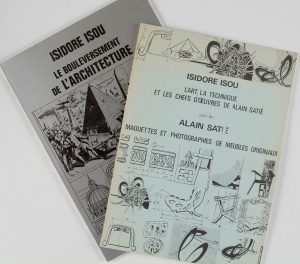 ISIDORE ISOU
LE BOULEVERSEMENT
DE L'ARCHITECTURE
ISIDORE ISOU
L'ART, LA TECHNIQUE
ET LES CHEFS D'ŒUVRES DE ALAIN SATIÉ
suivi de
ALAIN SATIÉ
MAQUETTES ET PHOTOGRAPHIES DE MEUBLES ORIGINAUX